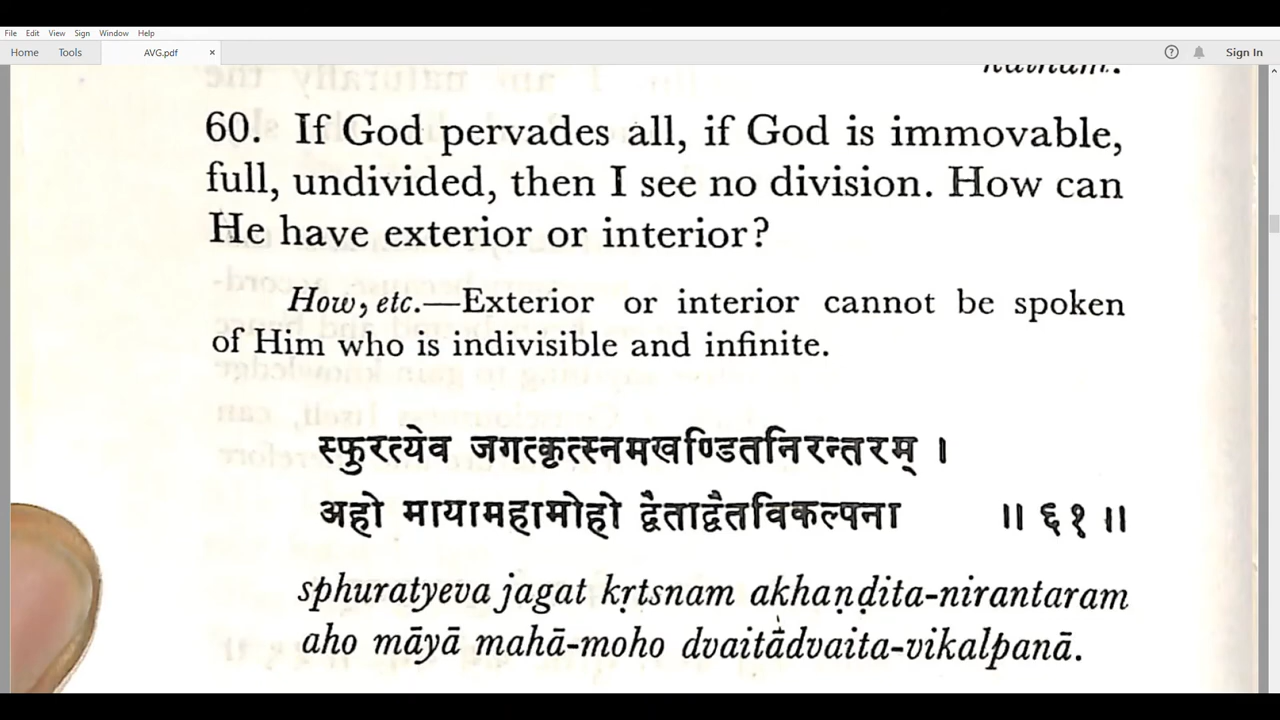 File Edit View Sign Window Help
Home Tools AVG.pdf × Sign In
60. If God pervades all, if God is immovable,
full, undivided, then I see no division. How can
He have exterior or interior?
How, etc.—Exterior or interior cannot be spoken
of Him who is indivisible and infinite.
स्फुरत्येव जगत्कृत्स्नमखण्डितनिरन्तरम् ।
अहो मायामहामोहो द्वैताद्वैतविकल्पना ॥ ६१ ॥
sphuratyeva jagat kṛtsnam akhaṇḍita-nirantaram
aho māyā mahā-moho dvaitādvaita-vikalpanā.